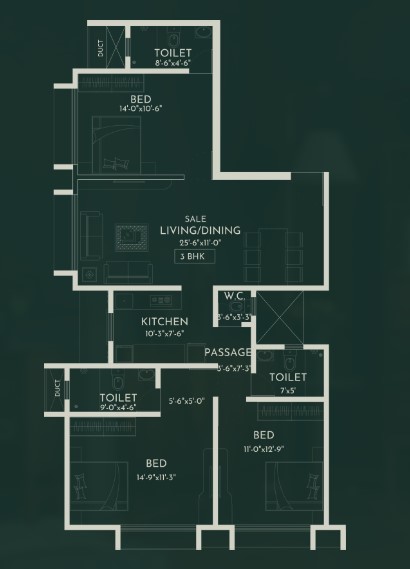 DUCT
TOILET
8'-6"x4'-6"
BED
14'-0"x10'-6"
SALE
LIVING/DINING
25'-6"x11'-0"
3 BHK
W.C.
3'-6"x3'-3"
KITCHEN
10'-3"x7'-6"
PASSAGE
3'-6"x7'-3"
DUCT
TOILET
9'-0"x4'-6"
5'-6"x5'-0"
TOILET
7'x5'
BED
11'-0"x12'-9"
BED
14'-9"x11'-3"